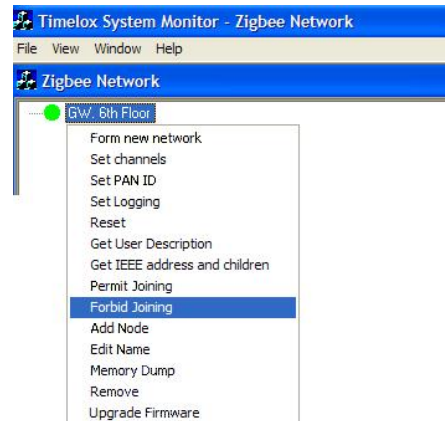 Timelox System Monitor - Zigbee Network
File View Window Help
Zigbee Network
GW. 6th Floor
Form new network
Set channels
Set PAN ID
Set Logging
Reset
Get User Description
Get IEEE address and children
Permit Joining
Forbid Joining
Add Node
Edit Name
Memory Dump
Remove
Upgrade Firmware